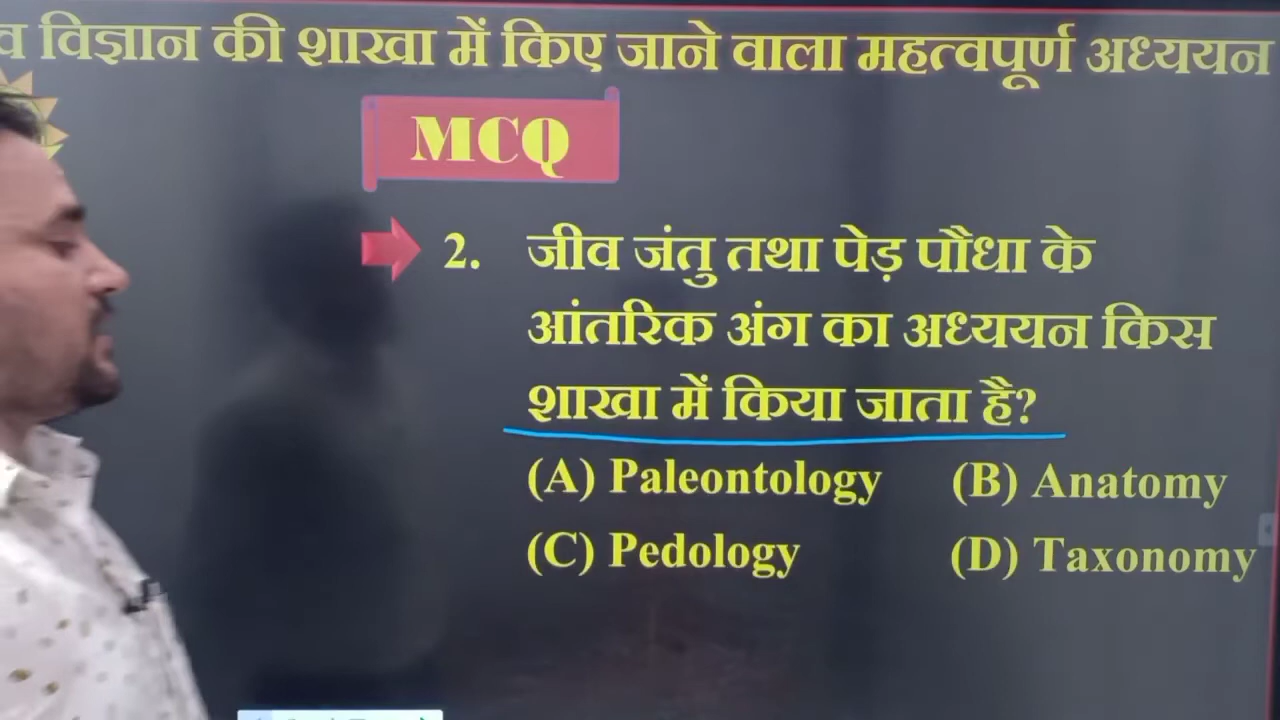 विज्ञान की शाखा में किए जाने वाला महत्वपूर्ण अध्ययन
MCQ
2. जीव जंतु तथा पेड़ पौधा के
आंतरिक अंग का अध्ययन किस
शाखा में किया जाता है?
(A) Paleontology (B) Anatomy
(C) Pedology (D) Taxonomy